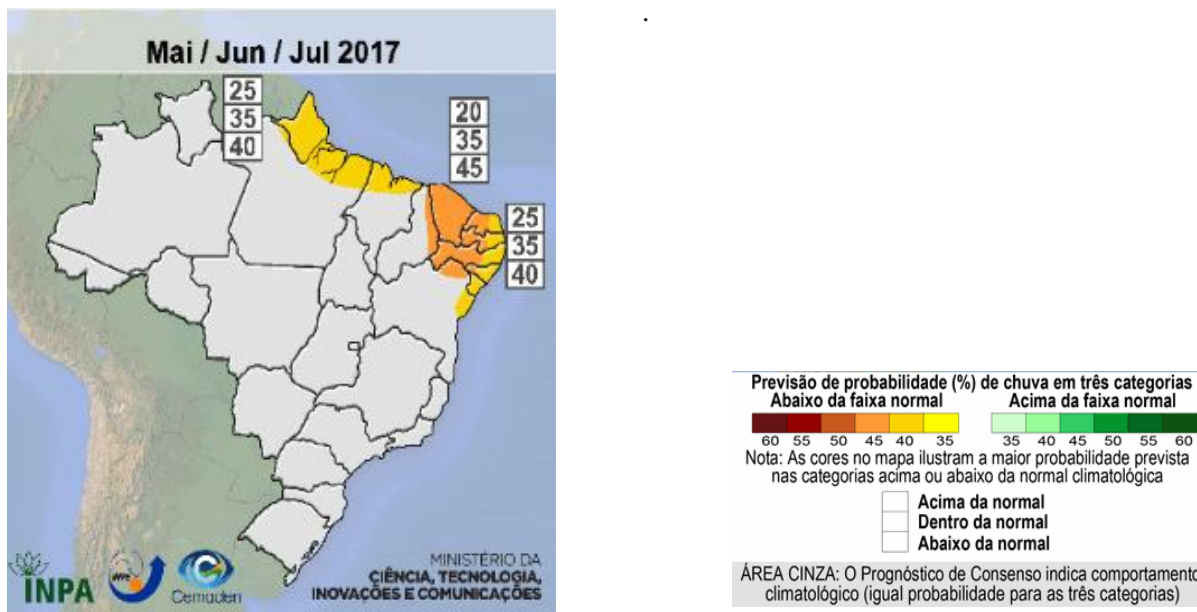 Mai / Jun / Jul 2017
25
35
40
20
35
45
25
35
40
INPA
Cemaden
MINISTÉRIO DA
CIÊNCIA, TECNOLOGIA,
INOVAÇÕES E COMUNICAÇÕES
.
Previsão de probabilidade (%) de chuva em três categorias
Abaixo da faixa normal Acima da faixa normal
60 55 50 45 40 35 35 40 45 50 55 60
Nota: As cores no mapa ilustram a maior probabilidade prevista
nas categorias acima ou abaixo da normal climatológica
Acima da normal
Dentro da normal
Abaixo da normal
ÁREA CINZA: O Prognóstico de Consenso indica comportamento
climatológico (igual probabilidade para as três categorias)